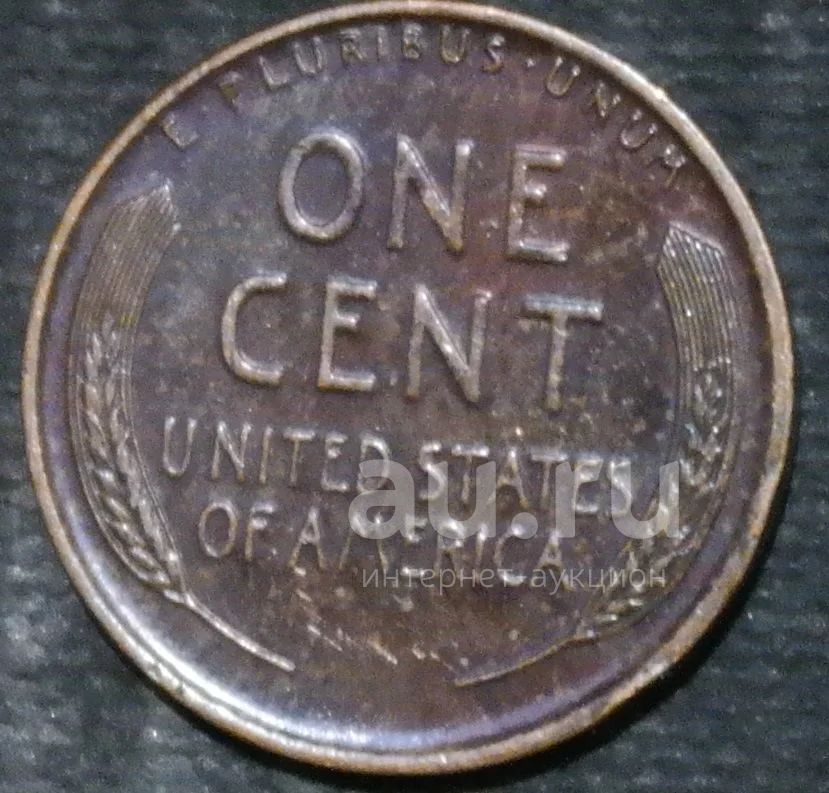 E · PLURIBUS · UNUM
ONE
CENT
UNITED STATES
OF AMERICA
au.ru
интернет-аукцион